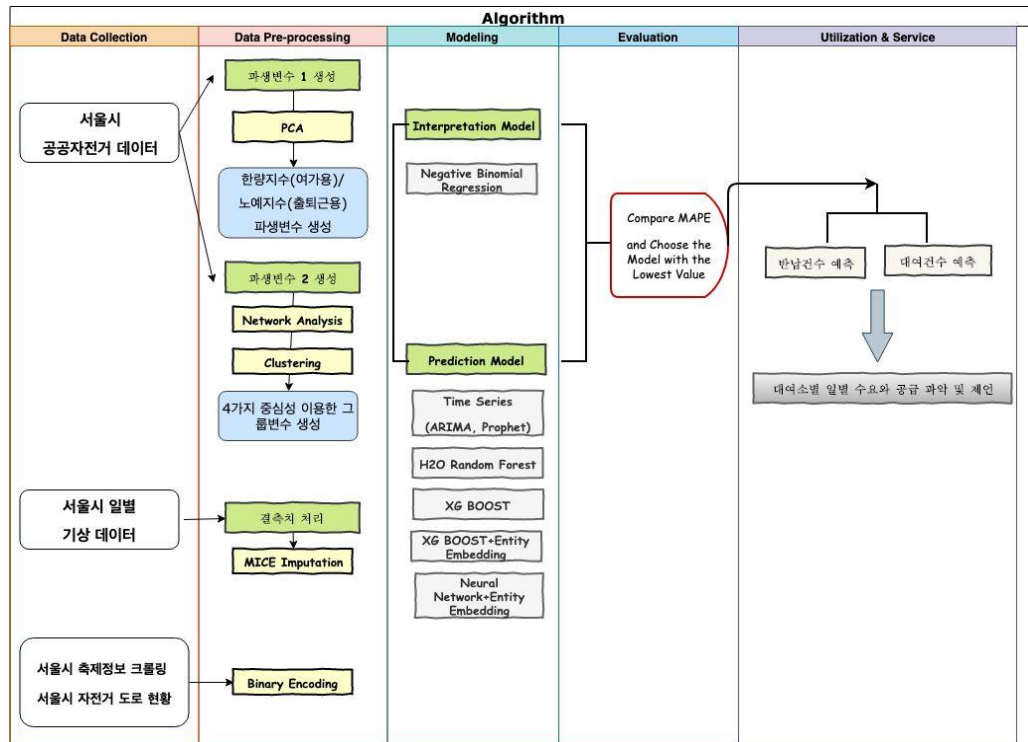 Algorithm
Data Collection
Data Pre-processing
Modeling
Evaluation
Utilization & Service
서울시
공공자전거 데이터
서울시 일별
기상 데이터
서울시 축제정보 크롤링
서울시 자전거 도로 현황
파생변수 1 생성
PCA
한량지수(여가용)/
노예지수(출퇴근용)
파생변수 생성
파생변수 2 생성
Network Analysis
Clustering
4가지 중심성 이용한 그
룹변수 생성
결측치 처리
MICE Imputation
Binary Encoding
Interpretation Model
Negative Binomial
Regression
Prediction Model
Time Series
(ARIMA, Prophet)
H2O Random Forest
XG BOOST
XG BOOST+Entity
Embedding
Neural
Network+Entity
Embedding
Compare MAPE
and Choose the
Model with the
Lowest Value
반납건수 예측
대여건수 예측
대여소별 일별 수요와 공급 파악 및 제언